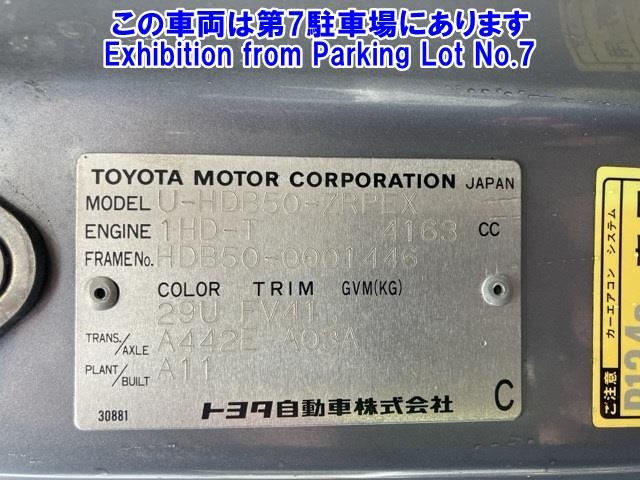 この車両は第7駐車場にあります
Exhibition from Parking Lot No.7
TOYOTA MOTOR CORPORATION JAPAN
MODEL U-HDB50-ZRPEX
ENGINE 1HD-T 4163 CC
FRAME No. HDB50-0001446
COLOR TRIM GVM(KG)
29U FV41
TRANS./AXLE A442E A03A
PLANT/BUILT A11
30881 トヨタ自動車株式会社 C
カーエアコン システム
ご注意